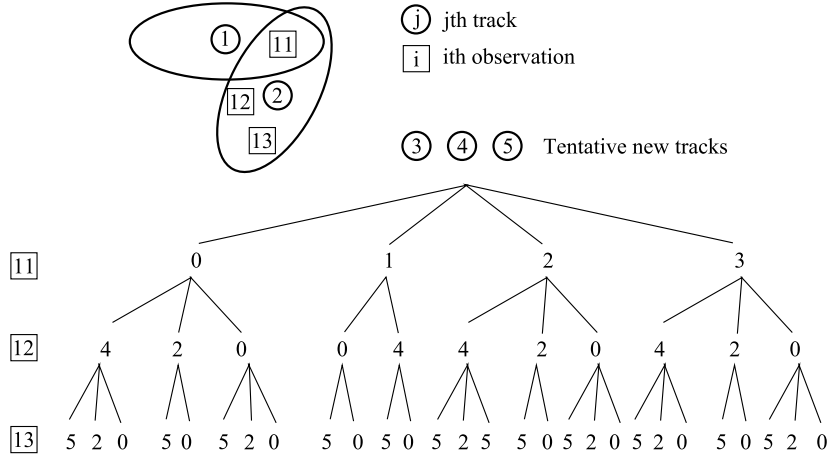 j jth track
1 11
i ith observation
12 2
13
3 4 5 Tentative new tracks
11 0 1 2 3
12 4 2 0 0 4 4 2 0 4 2 0
13 5 2 0 5 0 5 2 0 5 0 5 0 5 2 5 5 0 5 2 0 5 2 0 5 0 5 2 0